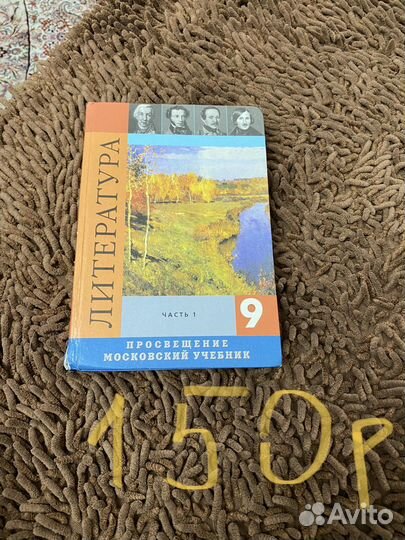 ЛИТЕРАТУРА
ЧАСТЬ 1
9
ПРОСВЕЩЕНИЕ
МОСКОВСКИЙ УЧЕБНИК
150р
Avito